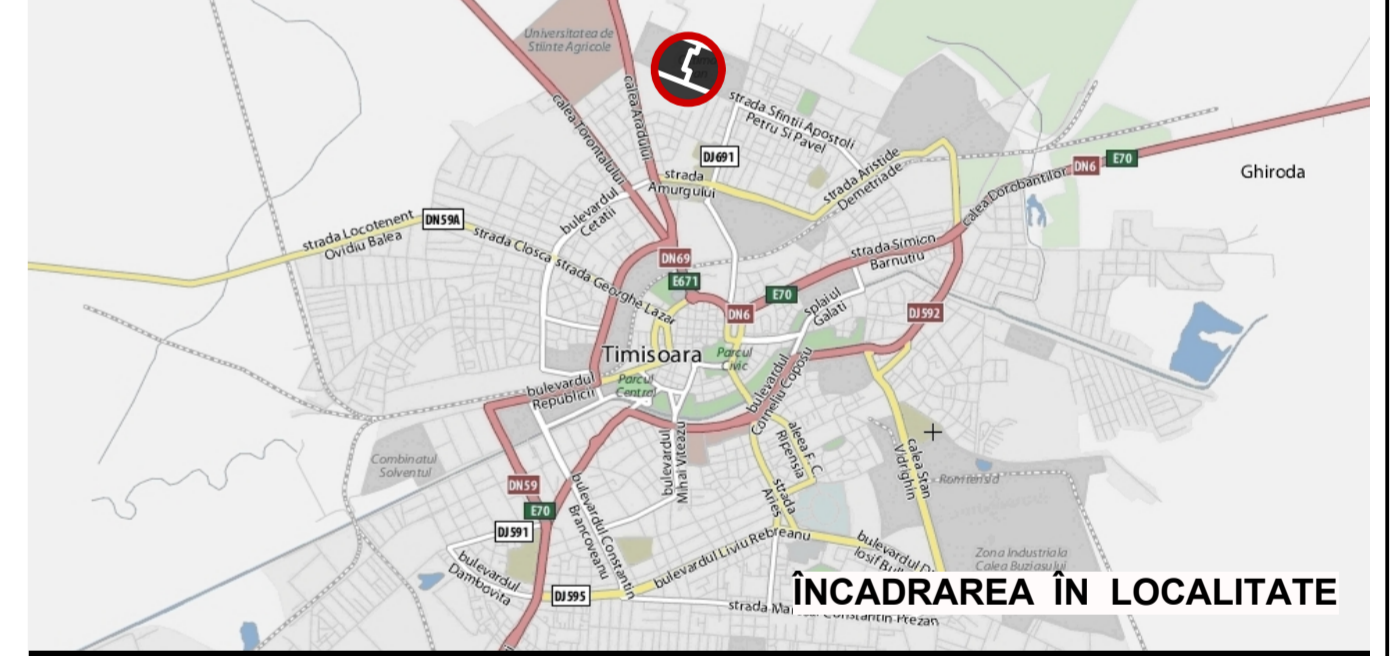 Universitatea de
Stiinte Agricole
calea Torontalului
calea Aradului
strada Sfintii Apostoli
Petru Si Pavel
DJ691
strada
Amurgului
strada Aristide
Demetriade
DN6
E70
Ghiroda
calea Dorobantilor
bulevardul
Cetatii
DN59A
strada Locotenent
Ovidiu Balea
strada Closca
strada Georghe Lazar
DN69
E671
strada Simion
Barnutiu
E70
DN6
splaiul
Galati
DJ592
Timisoara
Parcul
Civic
Parcul
Central
bulevardul
Republicii
bulevardul
Corneliu Coposu
bulevardul
Mihai Viteazu
aleea F. C.
Ripensia
calea Stan
Vidrighin
Combinatul
Solventul
Romtensid
DN59
E70
DJ591
strada
Aries
bulevardul Constantin
Brancoveanu
bulevardul
Dambovita
bulevardul Liviu Rebreanu
DJ595
Zona Industriala
Calea Buziasului
ÎNCADRAREA ÎN LOCALITATE
strada
Constantin Prezan